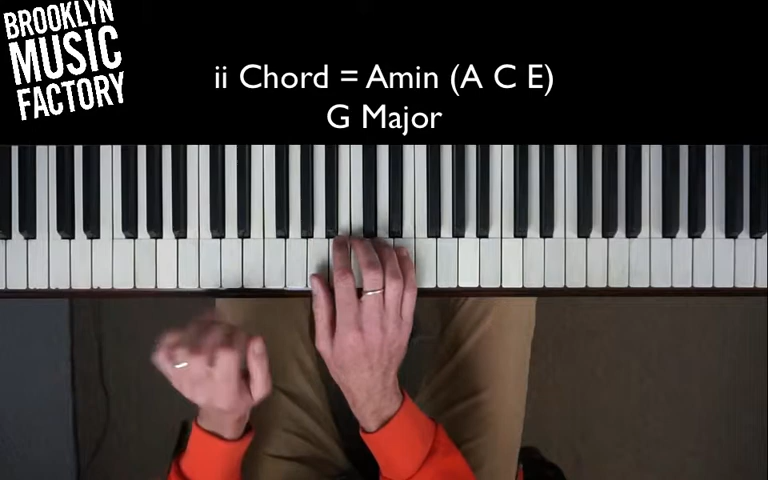 BROOKLYN
MUSIC
FACTORY
ii Chord = Amin (A C E)
G Major